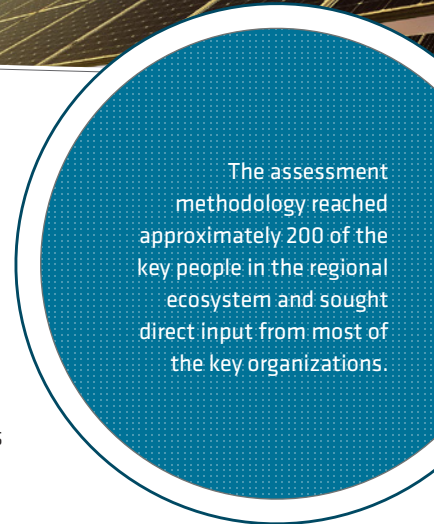 The assessment
methodology reached
approximately 200 of the
key people in the regional
ecosystem and sought
direct input from most of
the key organizations.